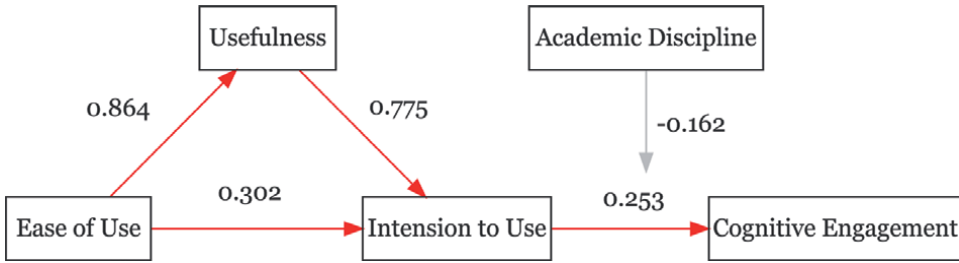 Usefulness
Academic Discipline
0.864
0.775
-0.162
0.302
0.253
Ease of Use
Intension to Use
Cognitive Engagement